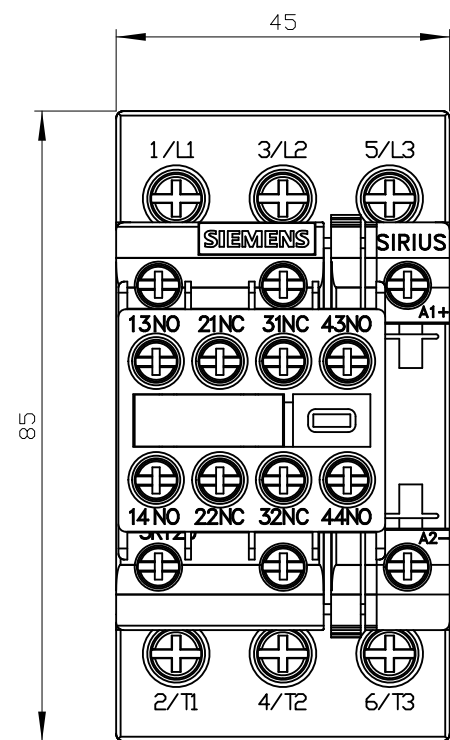 45
1/L1 3/L2 5/L3
SIEMENS SIRIUS
A1+
13NO 21NC 31NC 43NO
85
14NO 22NC 32NC 44NO
A2-
2/T1 4/T2 6/T3